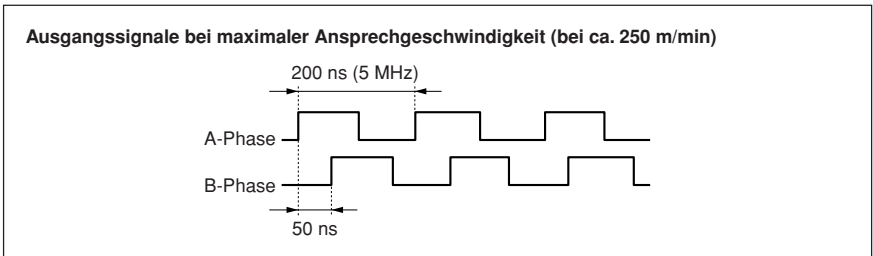 Ausgangssignale bei maximaler Ansprechgeschwindigkeit (bei ca. 250 m/min)
200 ns (5 MHz)
A-Phase
B-Phase
50 ns